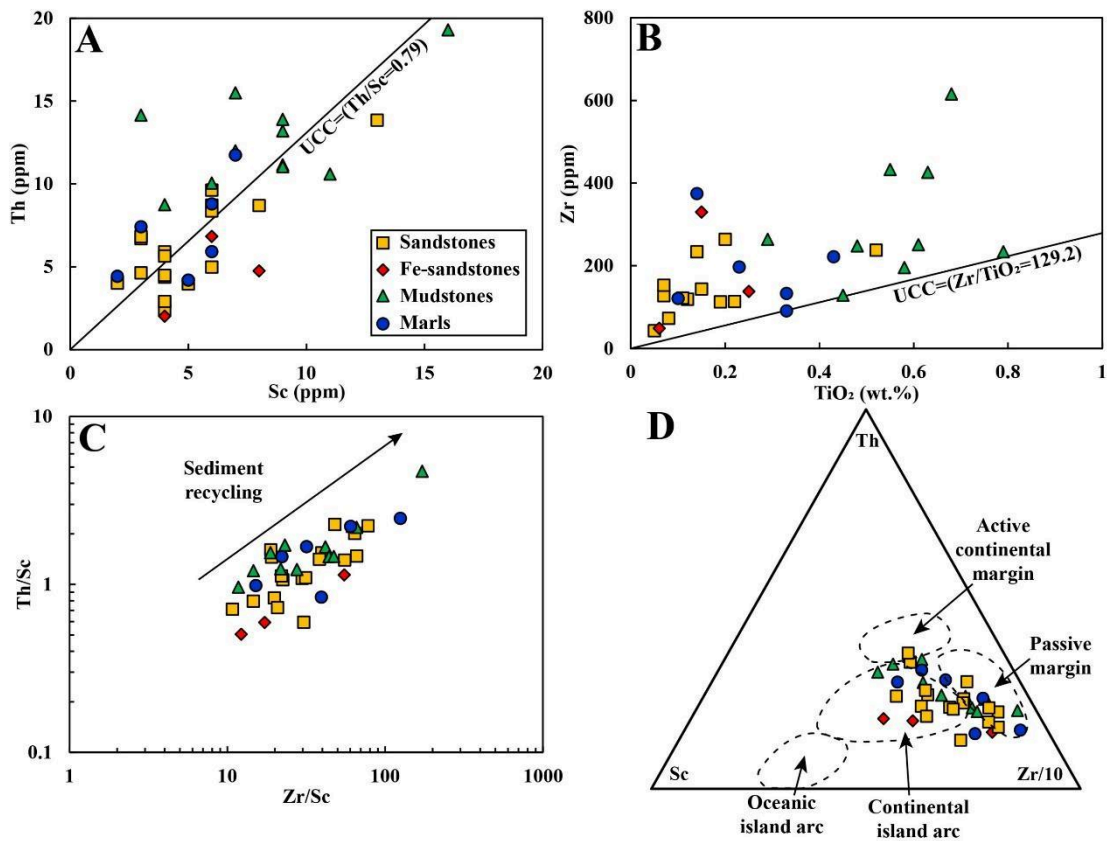 A
20
15
10
5
0
Th (ppm)
UCC=(Th/Sc=0.79)
Sandstones
Fe-sandstones
Mudstones
Marls
0
5
10
15
20
Sc (ppm)
B
800
600
400
200
0
Zr (ppm)
UCC=(Zr/TiO₂=129.2)
0
0.2
0.4
0.6
0.8
1
TiO₂ (wt.%)
C
10
1
0.1
Th/Sc
Sediment
recycling
1
10
100
1000
Zr/Sc
D
Th
Active
continental
margin
Passive
margin
Sc
Zr/10
Oceanic
island arc
Continental
island arc